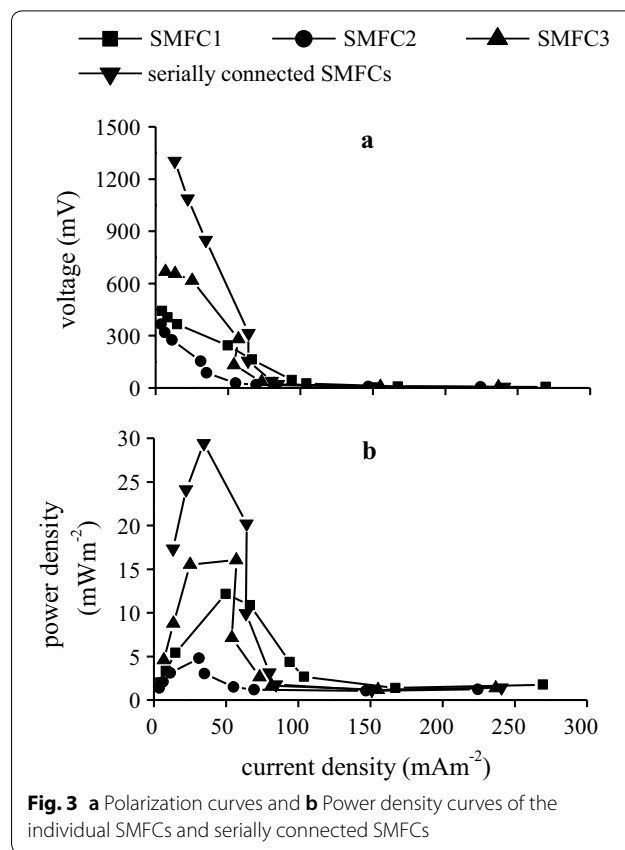 SMFC1 SMFC2 SMFC3
serially connected SMFCs
a
1500
1200
900
600
300
0
voltage (mV)
b
30
25
20
15
10
5
0
power density
(mWm⁻²)
0 50 100 150 200 250 300
current density (mAm⁻²)
Fig. 3 a Polarization curves and b Power density curves of the
individual SMFCs and serially connected SMFCs